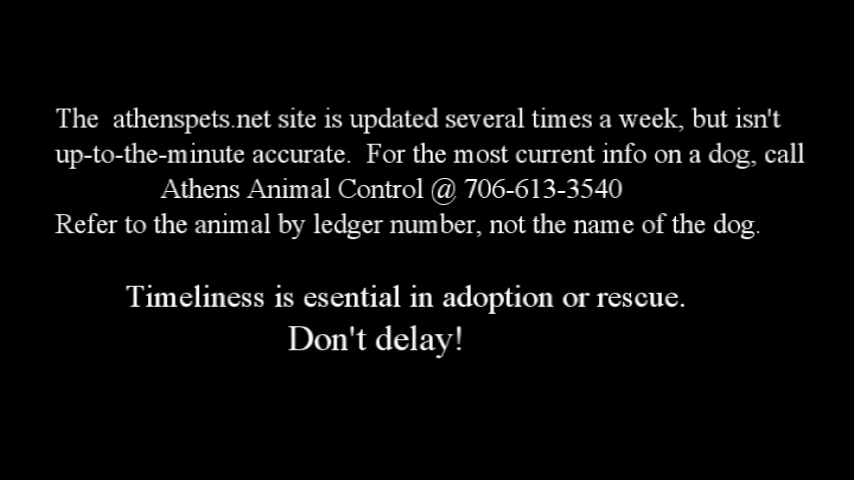 The  athenspets.net site is updated several times a week, but isn't
up-to-the-minute accurate.  For the most current info on a dog, call
Athens Animal Control @ 706-613-3540
Refer to the animal by ledger number, not the name of the dog.
Timeliness is esential in adoption or rescue.
Don't delay!